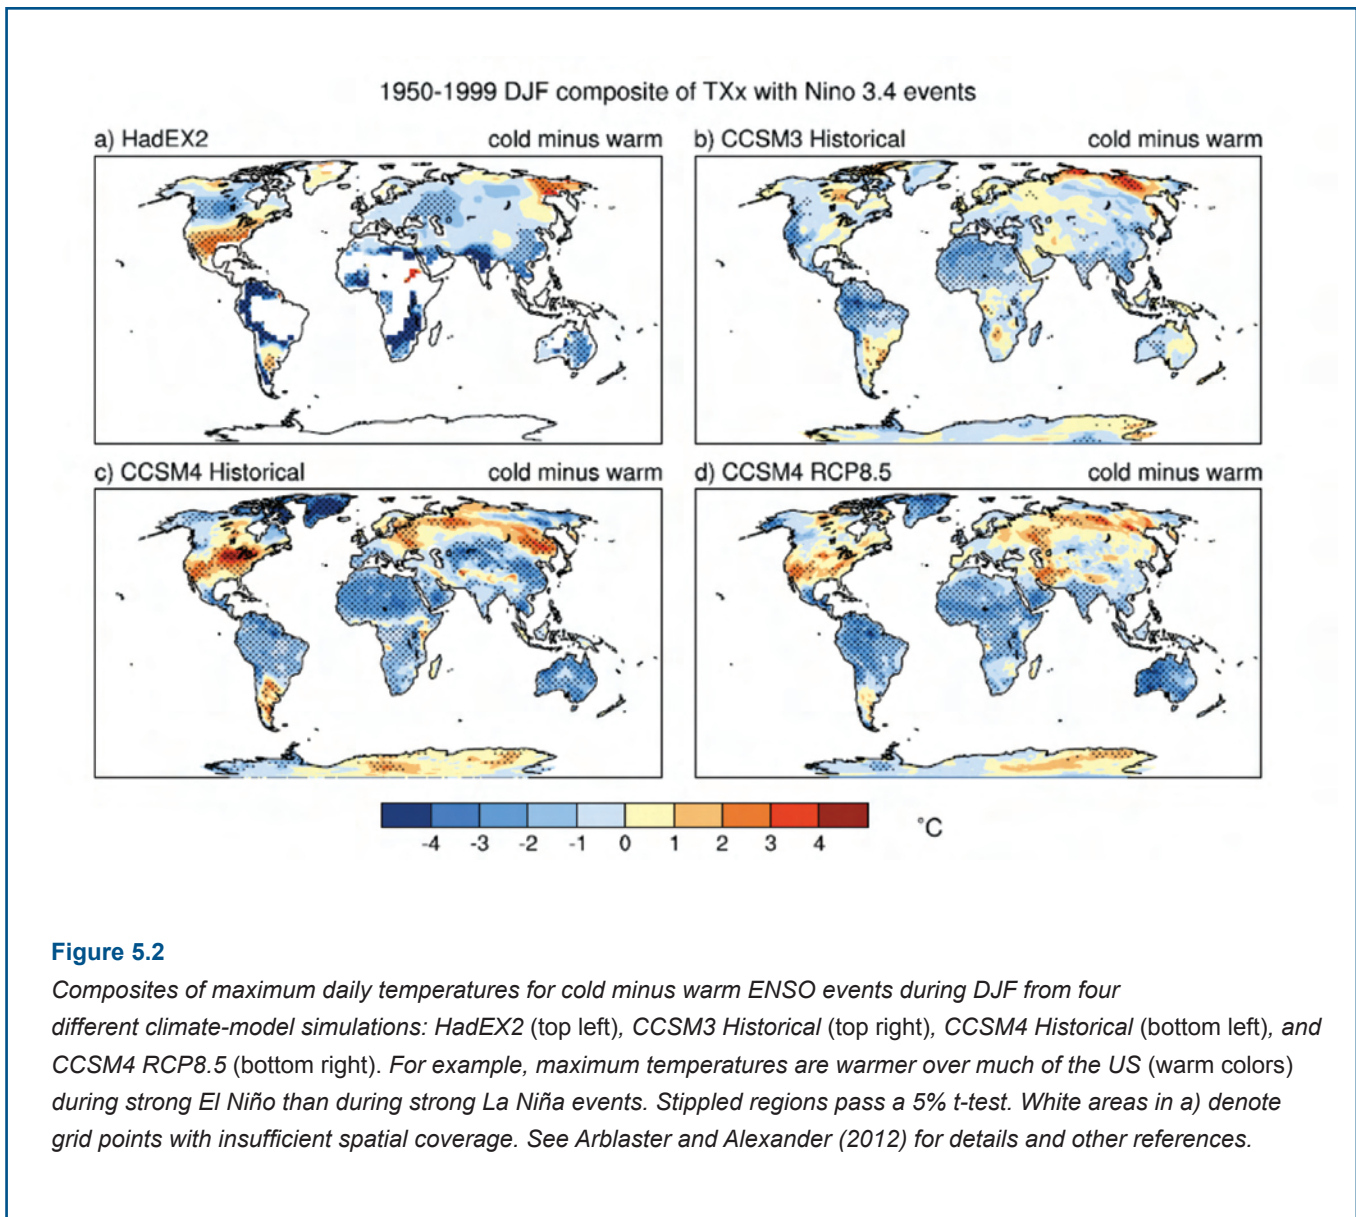 1950-1999 DJF composite of TXx with Nino 3.4 events
a) HadEX2 cold minus warm
b) CCSM3 Historical cold minus warm
c) CCSM4 Historical cold minus warm
d) CCSM4 RCP8.5 cold minus warm
-4 -3 -2 -1 0 1 2 3 4 °C
Figure 5.2
Composites of maximum daily temperatures for cold minus warm ENSO events during DJF from four
different climate-model simulations: HadEX2 (top left), CCSM3 Historical (top right), CCSM4 Historical (bottom left), and
CCSM4 RCP8.5 (bottom right). For example, maximum temperatures are warmer over much of the US (warm colors)
during strong El Niño than during strong La Niña events. Stippled regions pass a 5% t-test. White areas in a) denote
grid points with insufficient spatial coverage. See Arblaster and Alexander (2012) for details and other references.